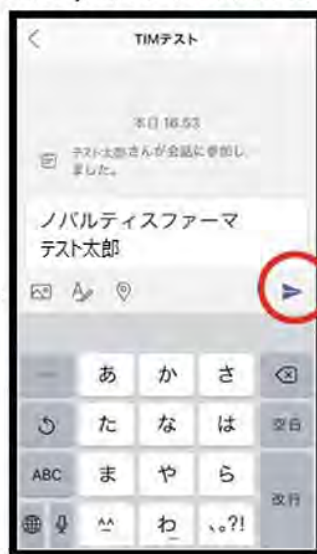 TIMテスト
本日 16:53
テスト太郎さんが会話に参加し
ました。
ノバルティスファーマ
テスト太郎
あ か さ
た な は 空白
ABC ま や ら
改行
^^ わ 、。?!